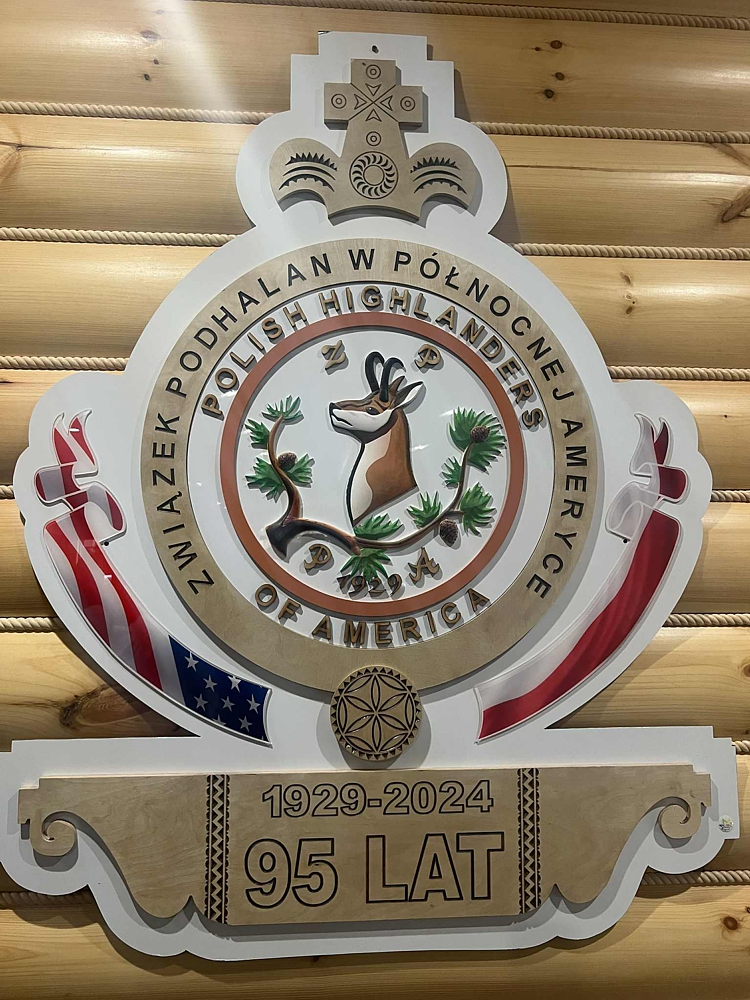 ZWIĄZEK PODHALAN W PÓŁNOCNEJ AMERYCE
POLISH HIGHLANDERS
Z P
P A
1929
OF AMERICA
1929-2024
95 LAT